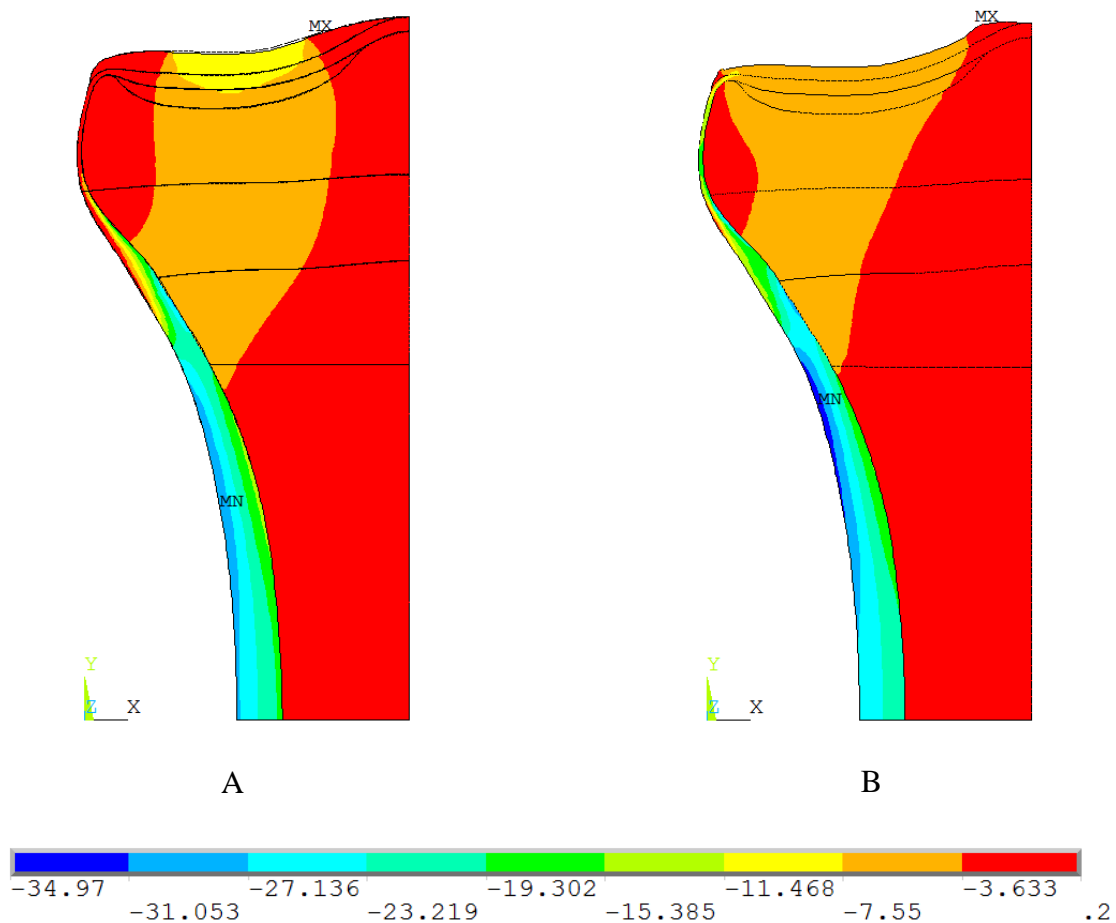 MX
MX
MN
MN
Y
Z X
Y
Z X
A
B
-34.97 -27.136 -19.302 -11.468 -3.633
-31.053 -23.219 -15.385 -7.55 .2